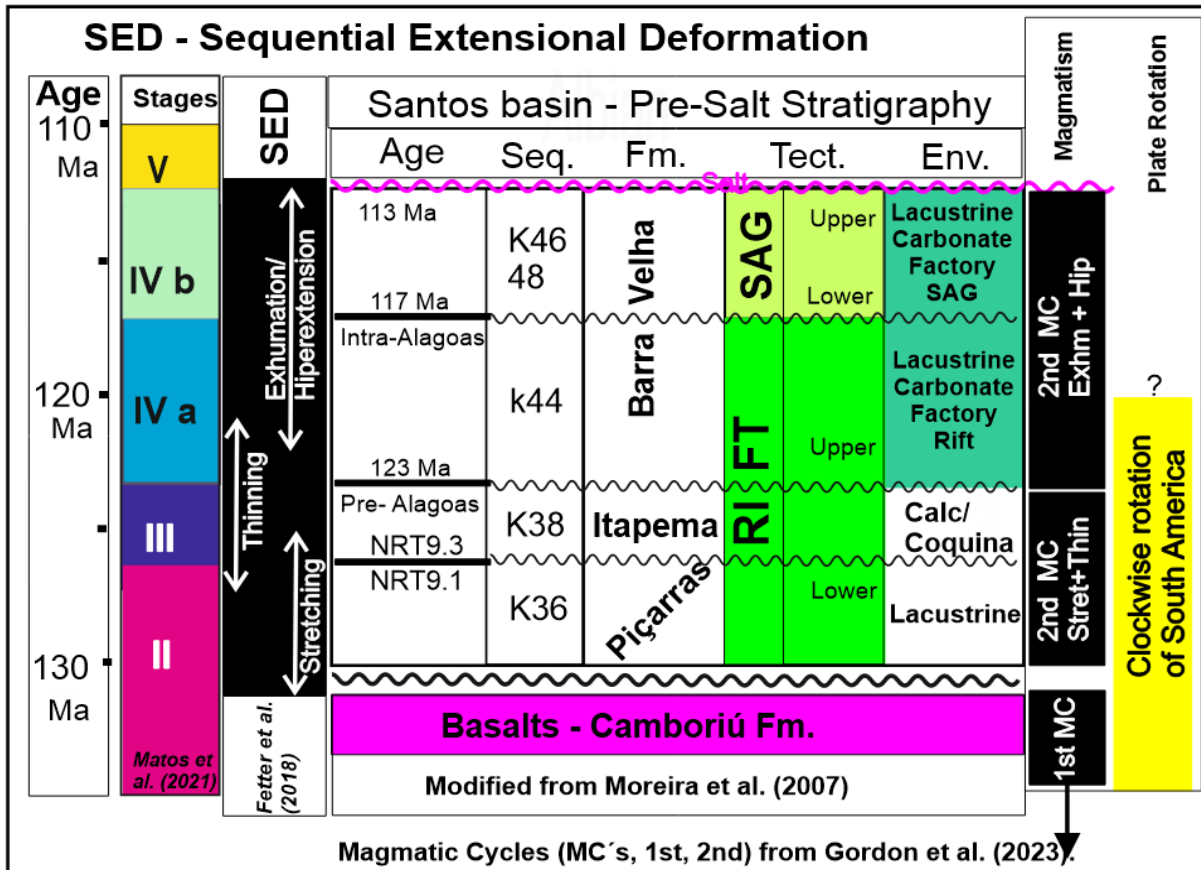 SED - Sequential Extensional Deformation
Age
110
Ma
120
Ma
130
Ma
Stages
V
IV b
IV a
III
II
Matos et al. (2021)
SED
Exhumation/
Hiperextension
Thinning
Stretching
Fetter et al.
(2018)
Albian
Santos basin - Pre-Salt Stratigraphy
Age Seq. Fm. Tect. Env.
Salt
113 Ma
117 Ma
Intra-Alagoas
123 Ma
Pre- Alagoas
NRT9.3
NRT9.1
K46
48
k44
K38
K36
Barra Velha
Itapema
Piçarras
SAG
RI FT
Upper
Lower
Upper
Lower
Lacustrine
Carbonate
Factory
SAG
Lacustrine
Carbonate
Factory
Rift
Calc/
Coquina
Lacustrine
Basalts - Camboriú Fm.
Modified from Moreira et al. (2007)
Magmatism
2nd MC
Exhm + Hip
2nd MC
Stret+Thin
1st MC
Plate Rotation
?
Clockwise rotation
of South America
Magmatic Cycles (MC´s, 1st, 2nd) from Gordon et al. (2023).